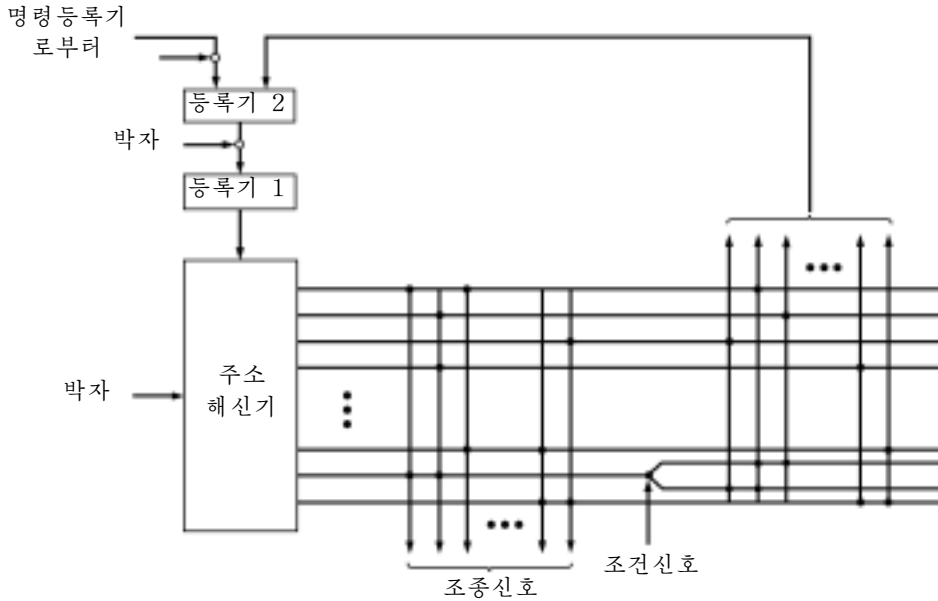 명령등록기
로부터
등록기 2
박자
등록기 1
박자
주소
해신기
조건신호
조종신호